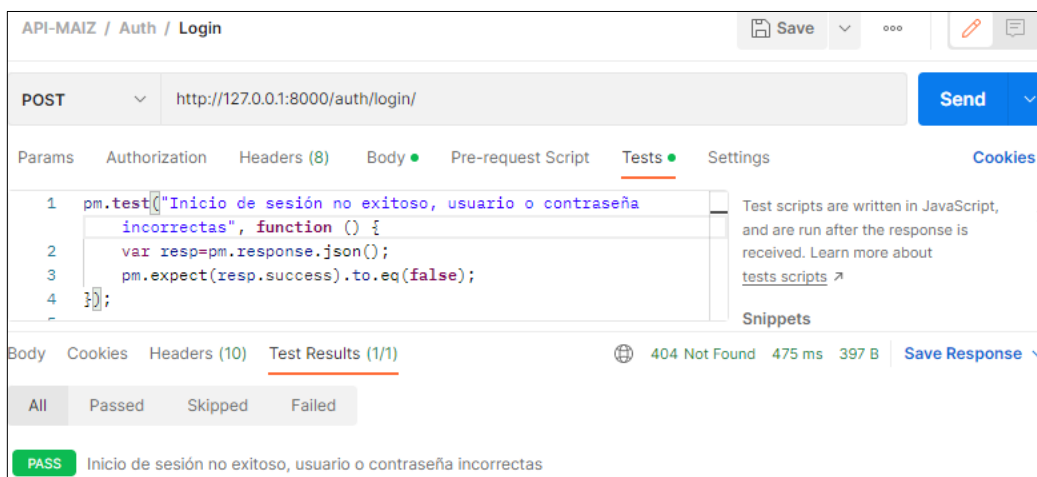 API-MAIZ / Auth / Login
Save
POST
http://127.0.0.1:8000/auth/login/
Send
Params Authorization Headers (8) Body Pre-request Script Tests Settings Cookies
1 pm.test("Inicio de sesión no exitoso, usuario o contraseña
incorrectas", function () {
2 var resp=pm.response.json();
3 pm.expect(resp.success).to.eq(false);
4 });
Test scripts are written in JavaScript,
and are run after the response is
received. Learn more about
tests scripts ↗
Snippets
Body Cookies Headers (10) Test Results (1/1) 404 Not Found 475 ms 397 B Save Response
All Passed Skipped Failed
PASS Inicio de sesión no exitoso, usuario o contraseña incorrectas